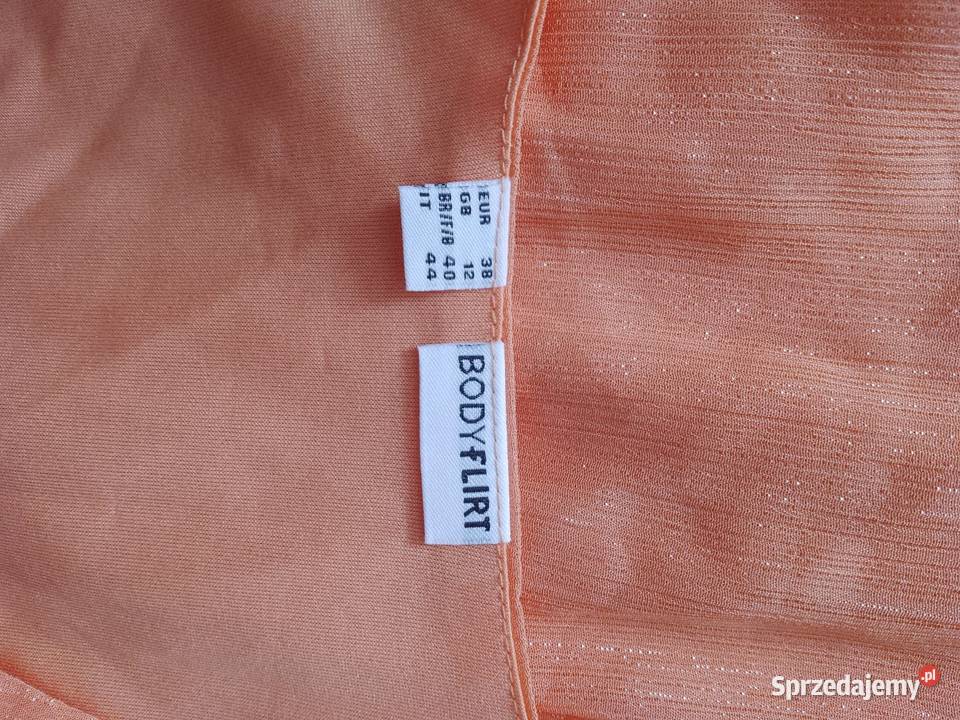 EUR 38
GB 12
BR/F/B 40
IT 44
BODYFLIRT
Sprzedajemy.pl